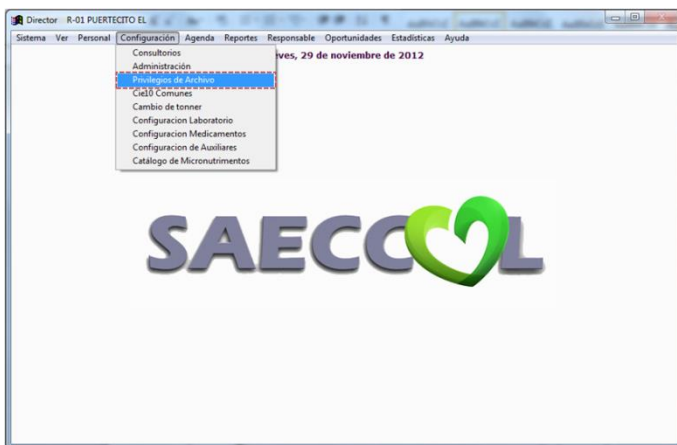 Director R-01 PUERTECITO EL
Sistema Ver Personal Configuración Agenda Reportes Responsable Oportunidades Estadísticas Ayuda
eves, 29 de noviembre de 2012
Consultorios
Administración
Privilegios de Archivo
Cie10 Comunes
Cambio de tonner
Configuracion Laboratorio
Configuracion Medicamentos
Configuracion de Auxiliares
Catálogo de Micronutrimentos
SAECCOL